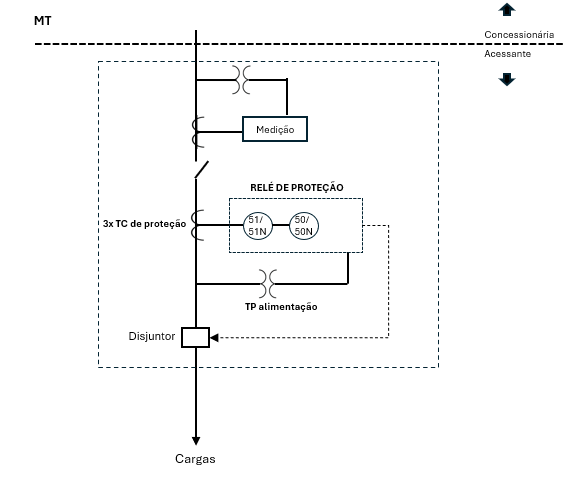 MT
Concessionária
Acessante
Medição
RELÉ DE PROTEÇÃO
3x TC de proteção
51/
51N
50/
50N
TP alimentação
Disjuntor
Cargas